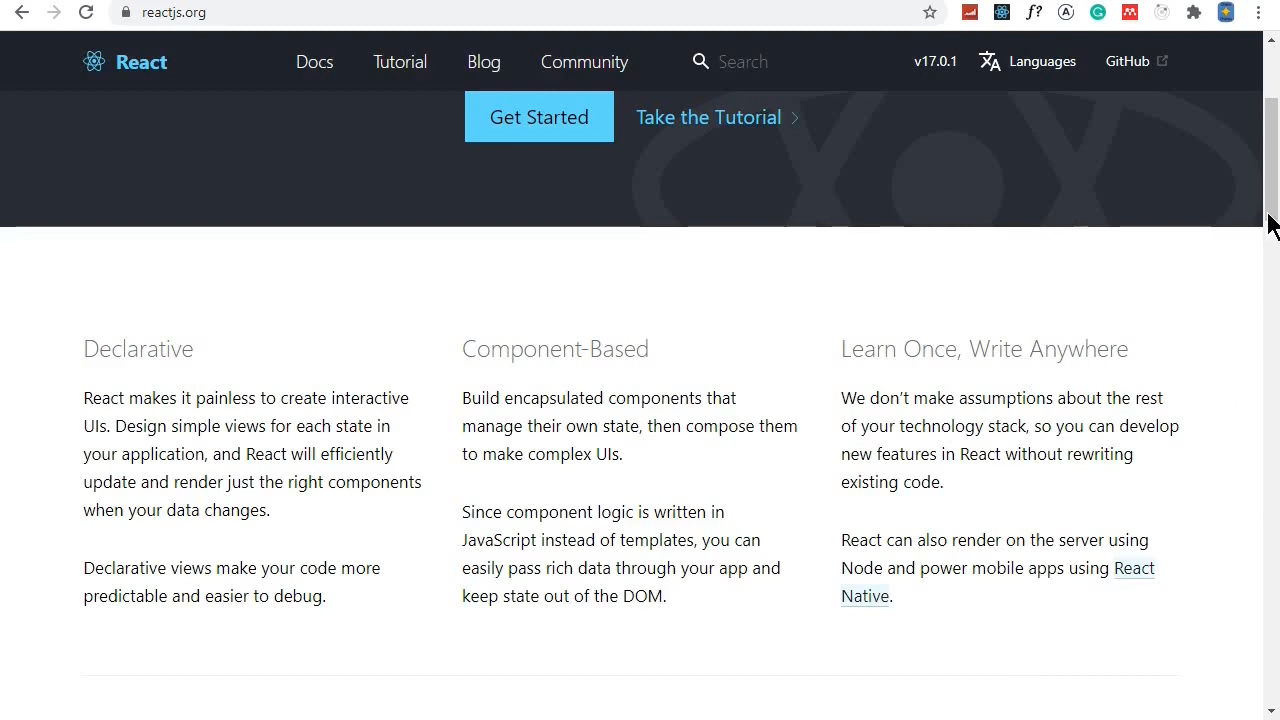 reactjs.org
React
Docs
Tutorial
Blog
Community
Search
v17.0.1
Languages
GitHub
Get Started
Take the Tutorial
Declarative
React makes it painless to create interactive
UIs. Design simple views for each state in
your application, and React will efficiently
update and render just the right components
when your data changes.
Declarative views make your code more
predictable and easier to debug.
Component-Based
Build encapsulated components that
manage their own state, then compose them
to make complex UIs.
Since component logic is written in
JavaScript instead of templates, you can
easily pass rich data through your app and
keep state out of the DOM.
Learn Once, Write Anywhere
We don’t make assumptions about the rest
of your technology stack, so you can develop
new features in React without rewriting
existing code.
React can also render on the server using
Node and power mobile apps using React
Native.